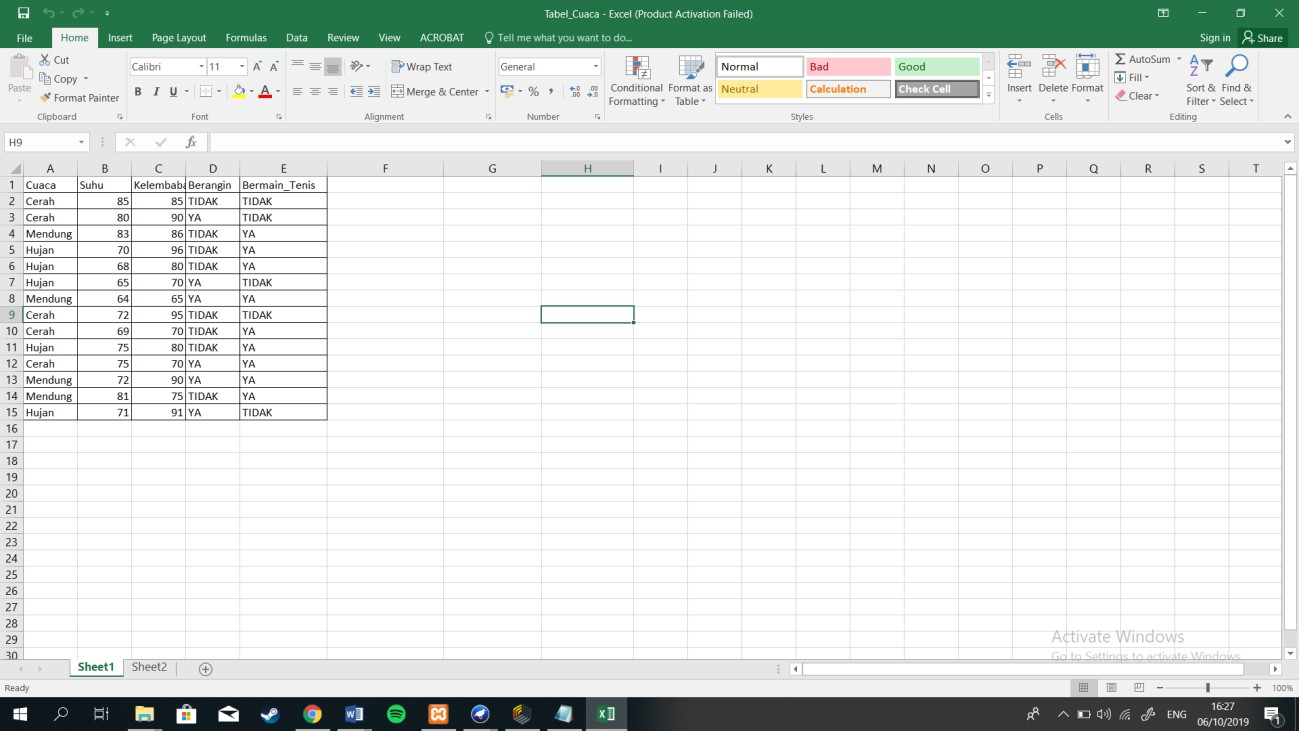 Tabel_Cuaca - Excel (Product Activation Failed)
File Home Insert Page Layout Formulas Data Review View ACROBAT Tell me what you want to do... Sign in Share
Paste Cut Copy Format Painter Clipboard
Calibri 11 A A B I U A Font
Wrap Text Merge & Center Alignment
General % , Number
Conditional Formatting Format as Table
Normal Bad Good
Neutral Calculation Check Cell
Styles
Insert Delete Format Cells
AutoSum Fill Clear Sort & Filter Find & Select Editing
H9 fx
A B C D E F G H I J K L M N O P Q R S T
1 Cuaca Suhu Kelembaba Berangin Bermain_Tenis
2 Cerah 85 85 TIDAK TIDAK
3 Cerah 80 90 YA TIDAK
4 Mendung 83 86 TIDAK YA
5 Hujan 70 96 TIDAK YA
6 Hujan 68 80 TIDAK YA
7 Hujan 65 70 YA TIDAK
8 Mendung 64 65 YA YA
9 Cerah 72 95 TIDAK TIDAK
10 Cerah 69 70 TIDAK YA
11 Hujan 75 80 TIDAK YA
12 Cerah 75 70 YA YA
13 Mendung 72 90 YA YA
14 Mendung 81 75 TIDAK YA
15 Hujan 71 91 YA TIDAK
16
17
18
19
20
21
22
23
24
25
26
27
28
29
30
Activate Windows
Go to Settings to activate Windows.
Sheet1 Sheet2
Ready 100%
ENG 16:27
06/10/2019
1